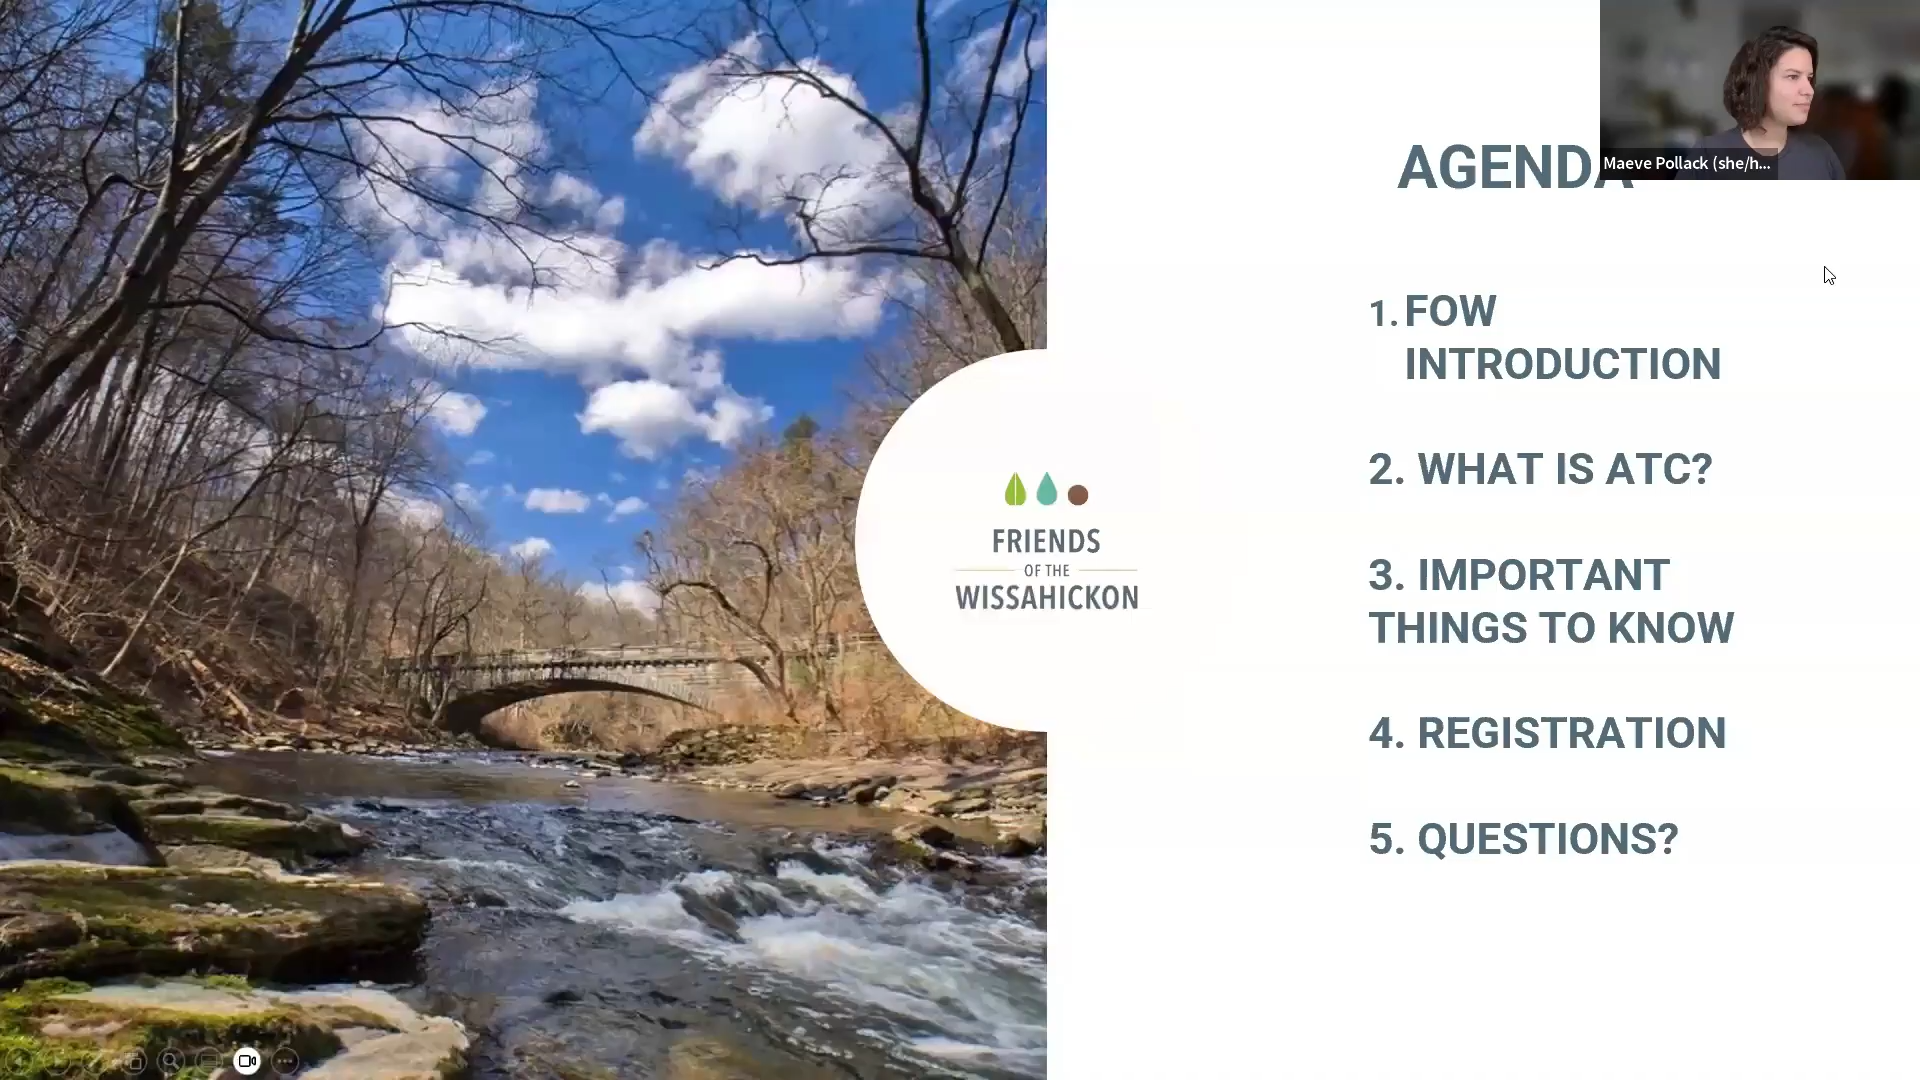 AGENDA
Maeve Pollack (she/h...
1. FOW
INTRODUCTION
2. WHAT IS ATC?
3. IMPORTANT
THINGS TO KNOW
4. REGISTRATION
5. QUESTIONS?
FRIENDS
OF THE
WISSAHICKON